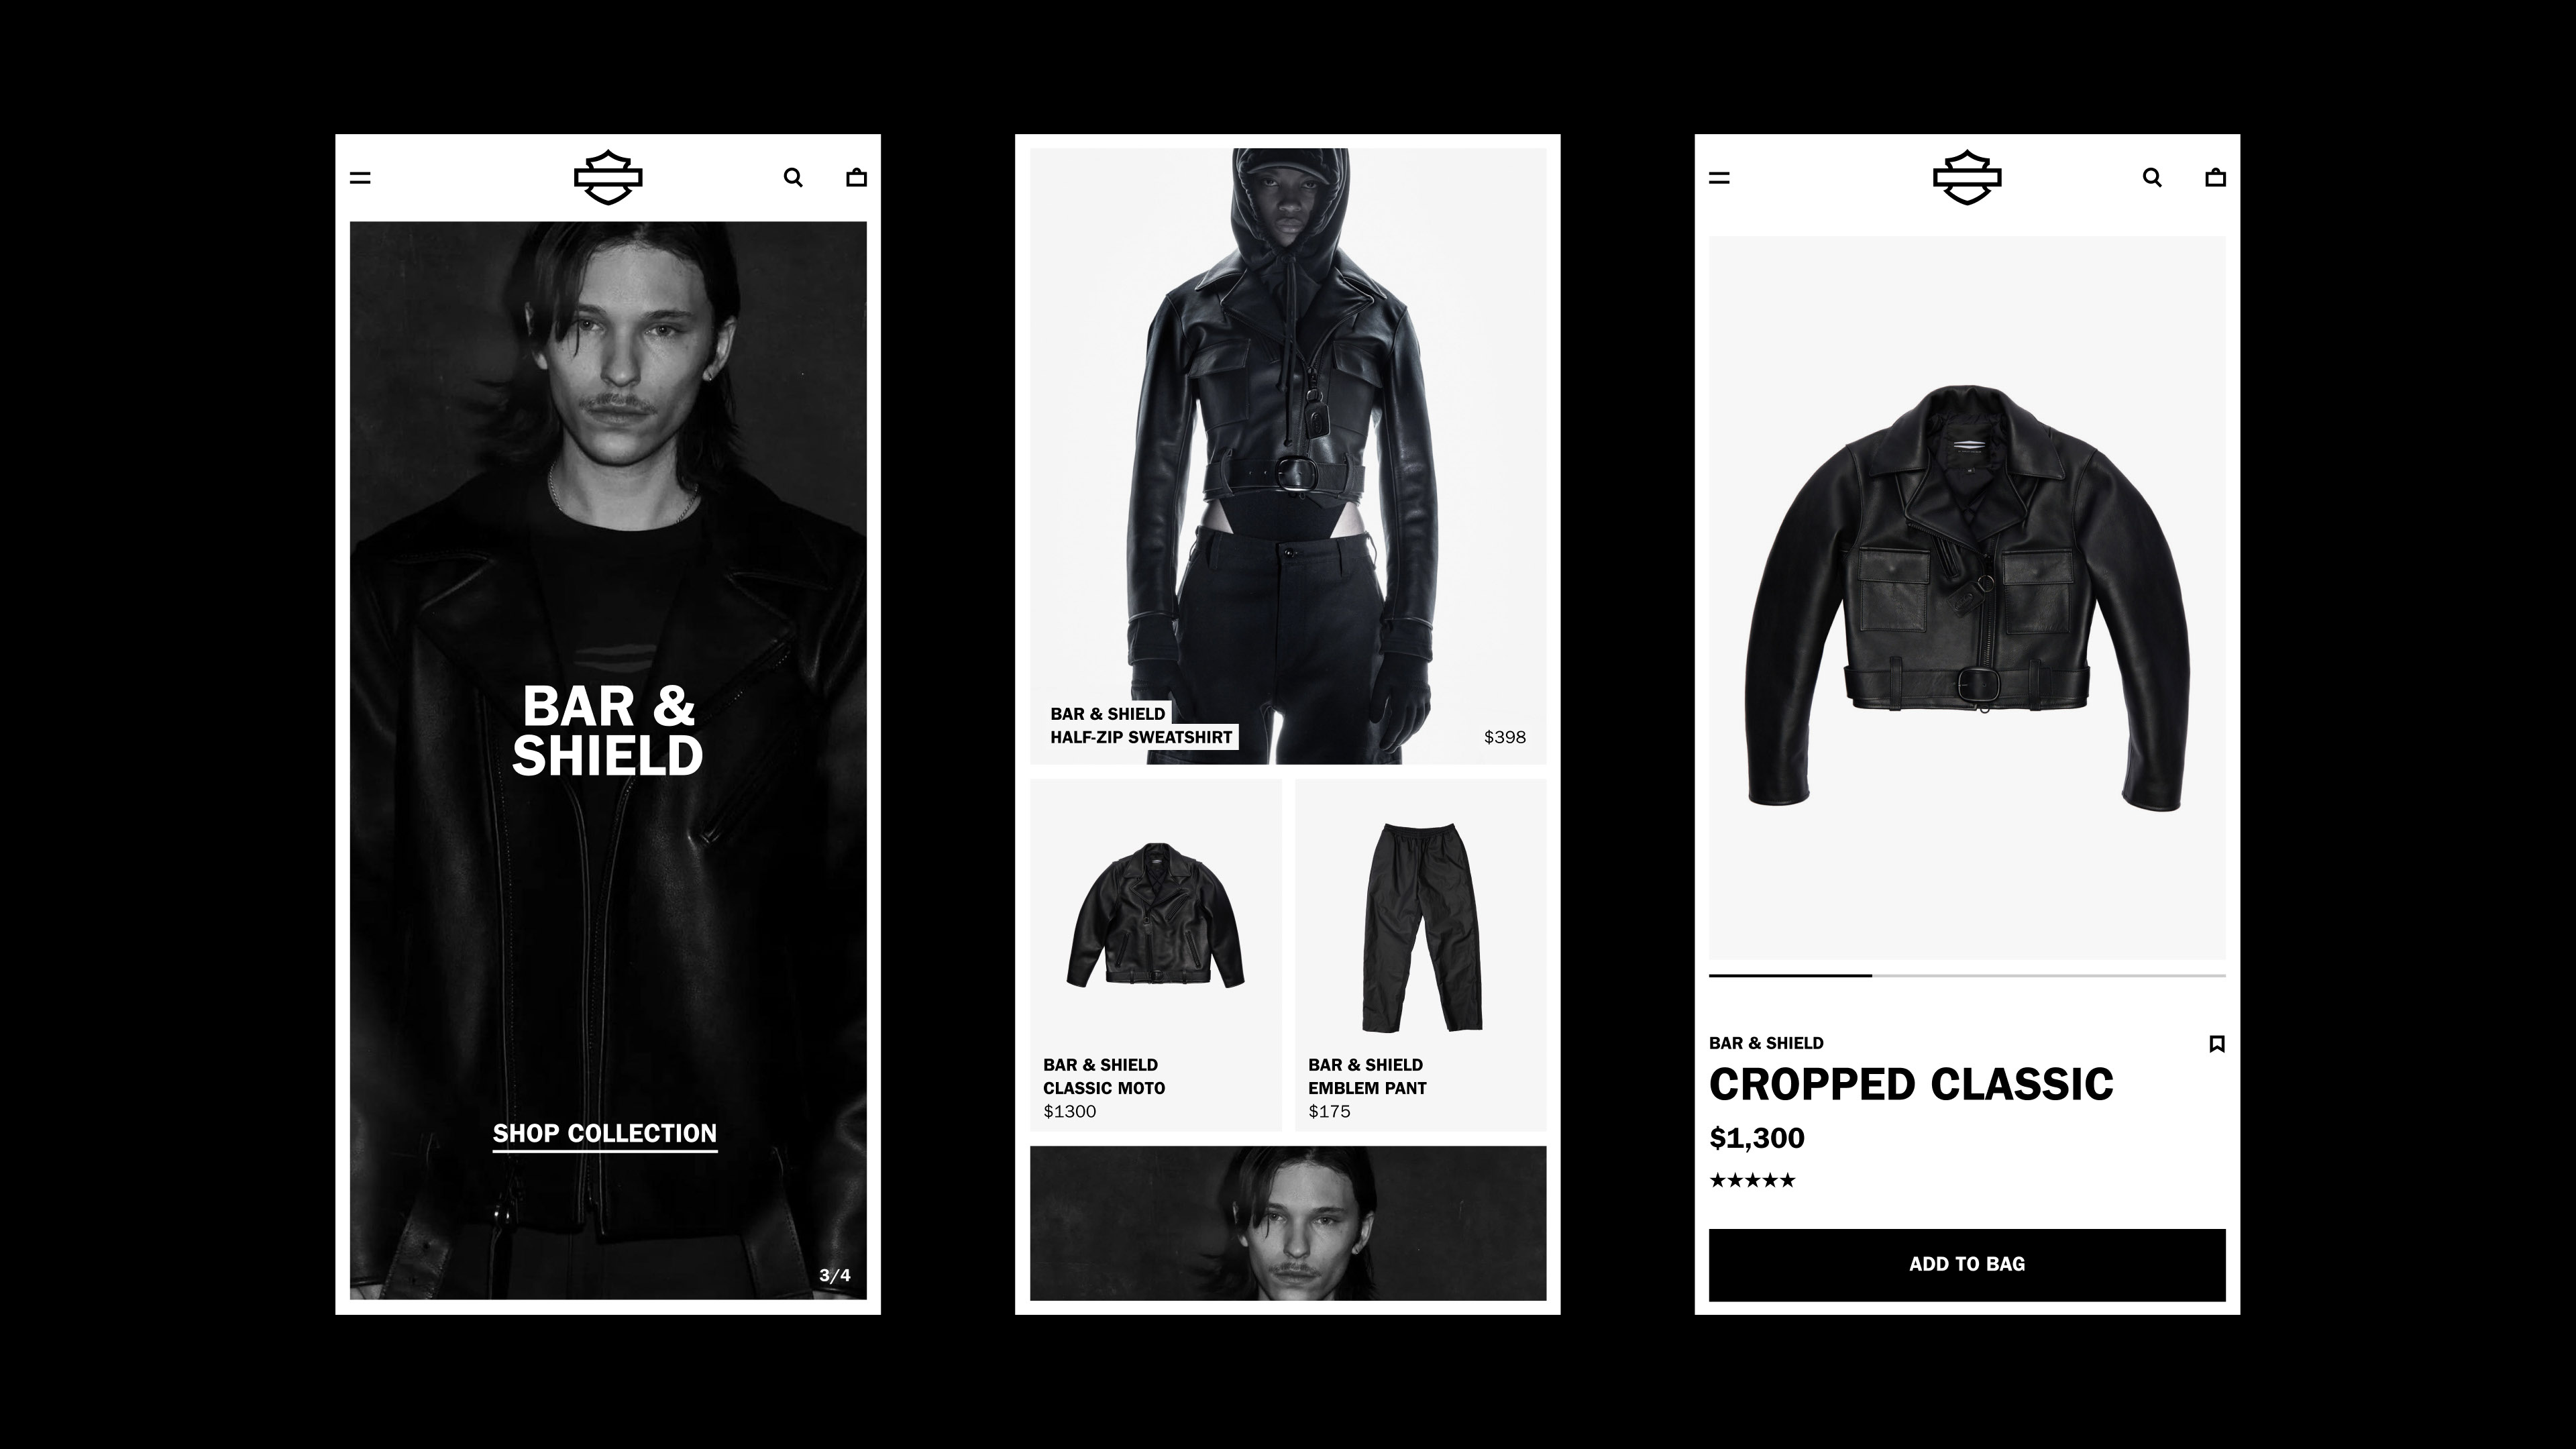 BAR &
SHIELD
SHOP COLLECTION
3/4
BAR & SHIELD
HALF-ZIP SWEATSHIRT
$398
BAR & SHIELD
CLASSIC MOTO
$1300
BAR & SHIELD
EMBLEM PANT
$175
BAR & SHIELD
CROPPED CLASSIC
$1,300
★★★★★
ADD TO BAG